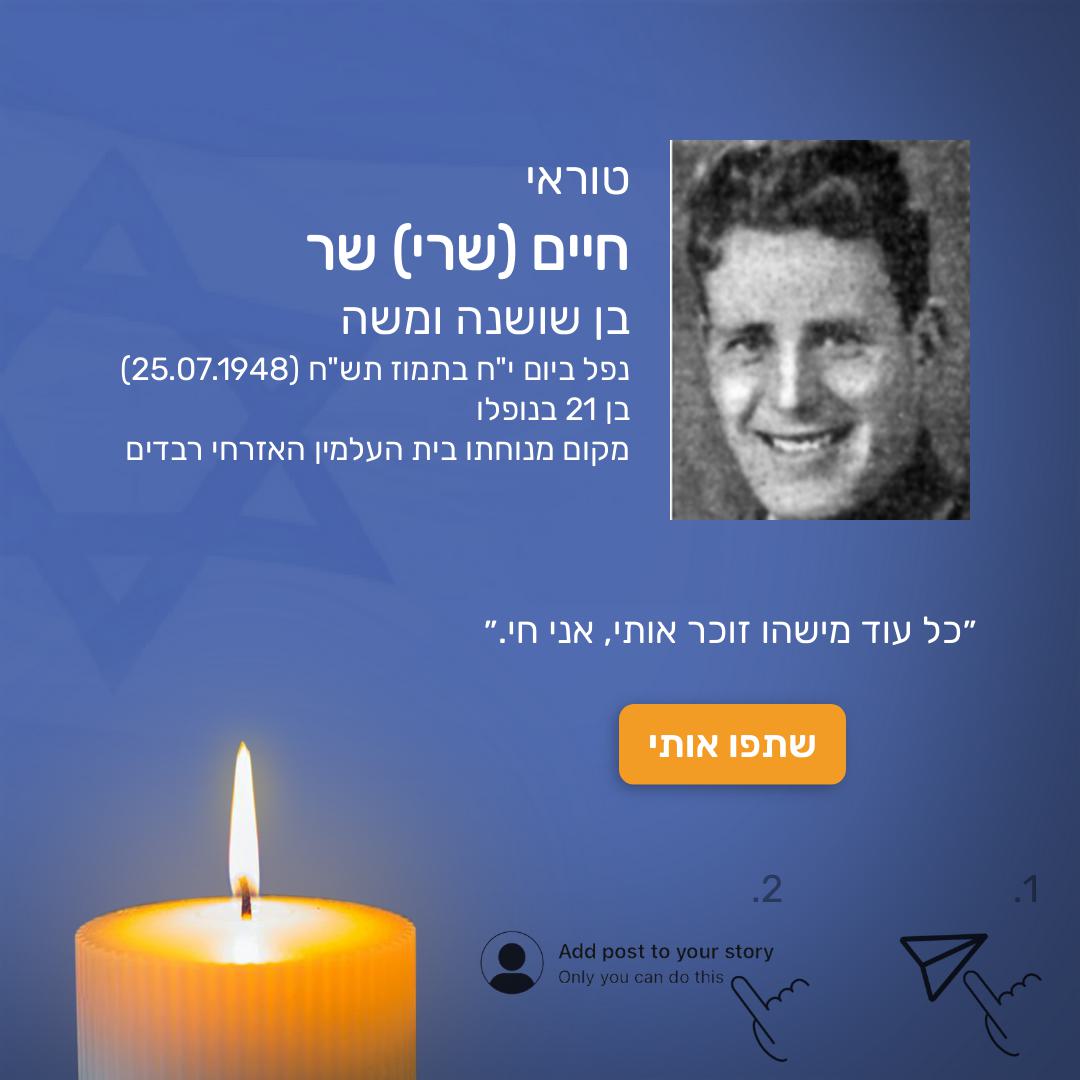 טוראי
חיים (שרי) שר
בן שושנה ומשה
נפל ביום י"ח בתמוז תש"ח (25.07.1948)
בן 21 בנופלו
מקום מנוחתו בית העלמין האזרחי רבדים
״כל עוד מישהו זוכר אותי, אני חי.״
שתפו אותי
1.
2.
Add post to your story
Only you can do this